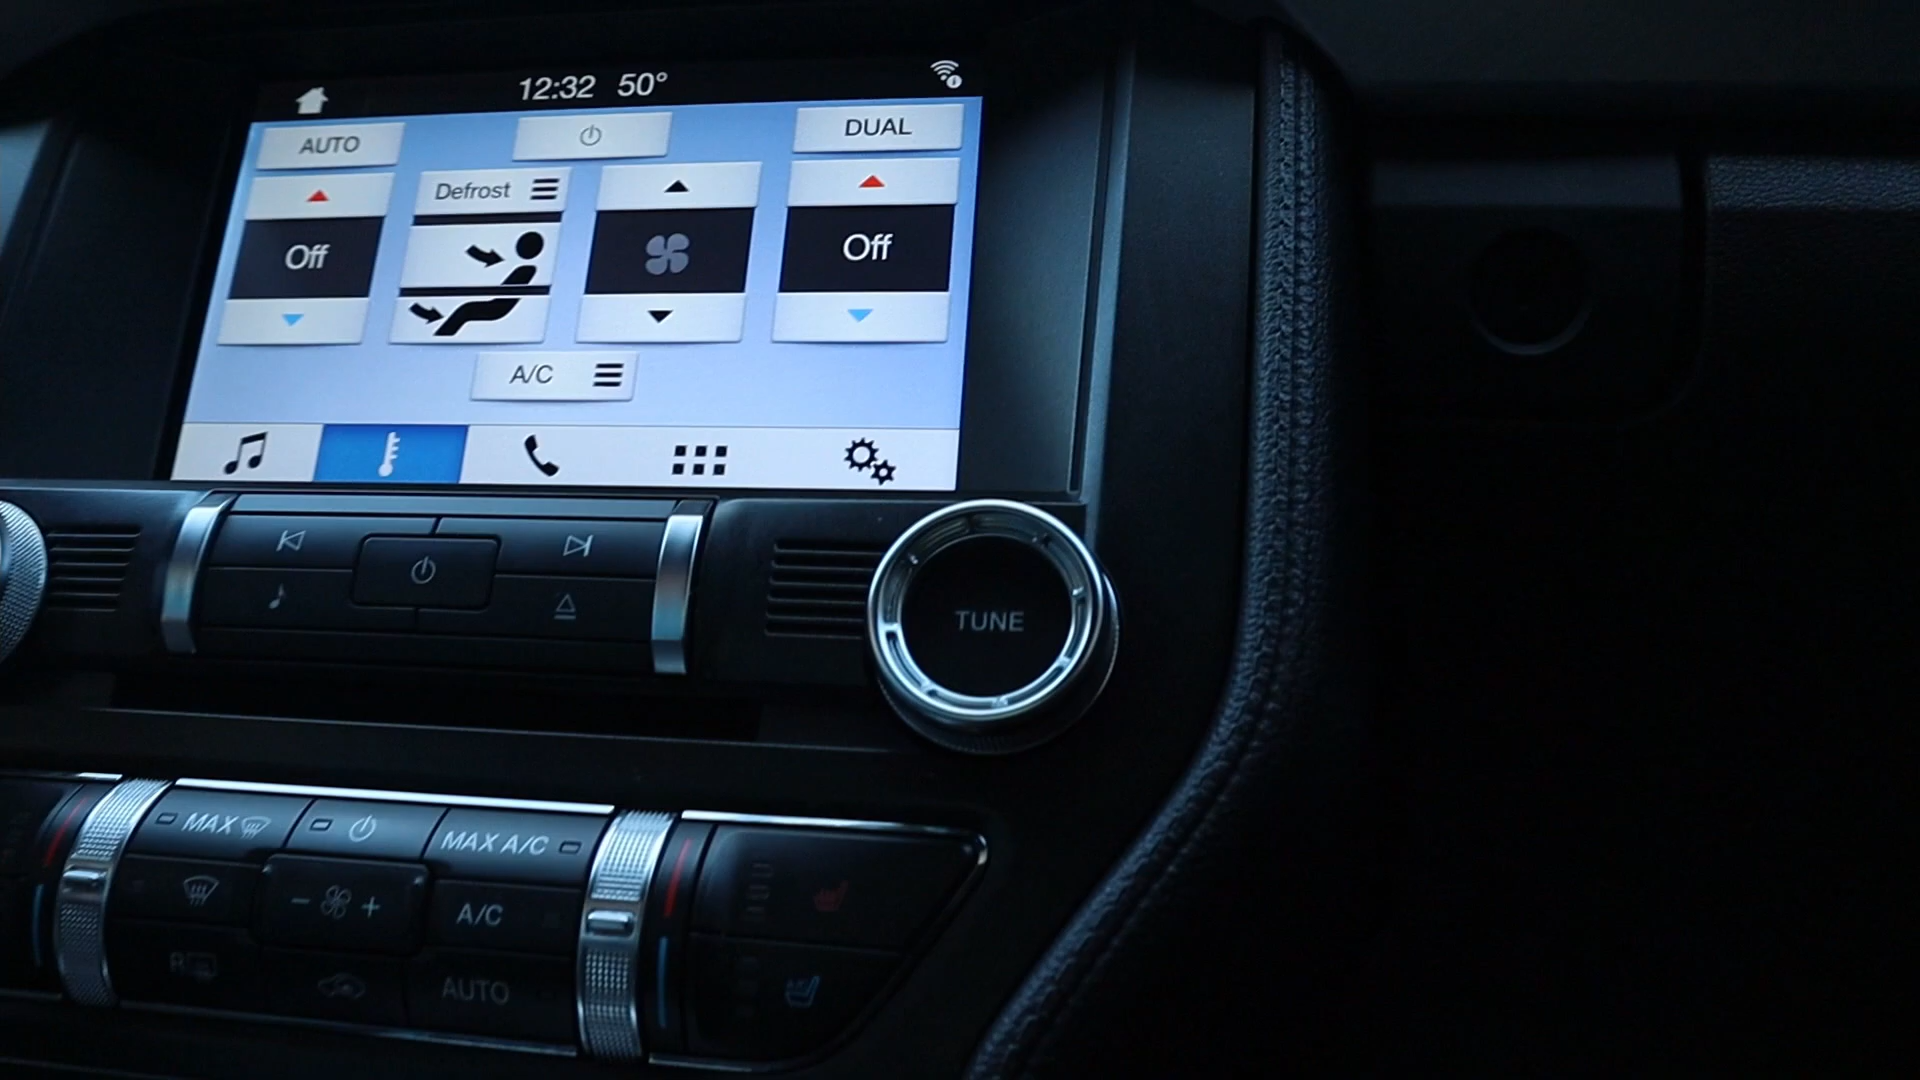 12:32 50°
AUTO
DUAL
Defrost
Off
Off
A/C
TUNE
MAX
MAX A/C
- +
A/C
R
AUTO